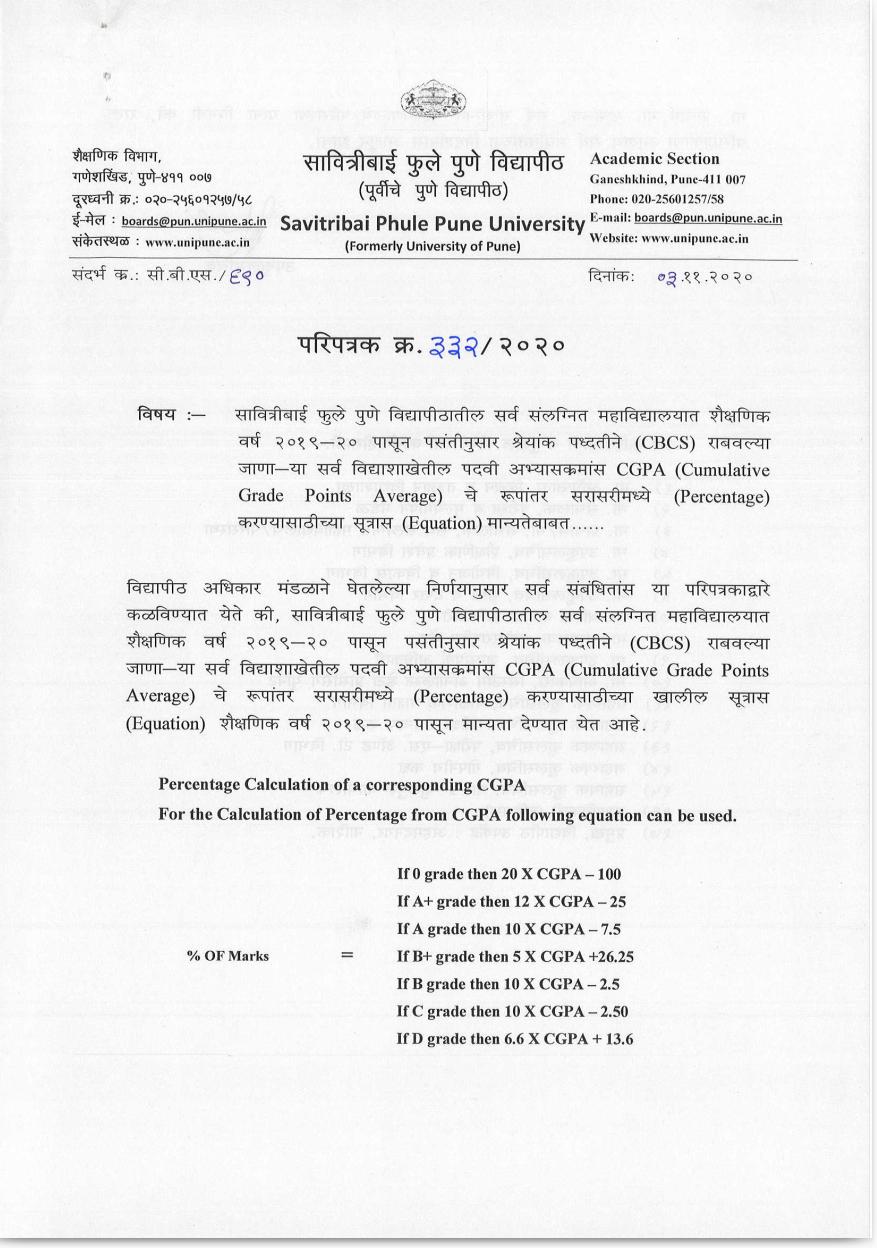 शैक्षणिक विभाग,
गणेशखिंड, पुणे-४११ ००७
दूरध्वनी क्र.: ०२०-२५६०१२५७/५८
ई-मेल : boards@pun.unipune.ac.in
संकेतस्थळ : www.unipune.ac.in
सावित्रीबाई फुले पुणे विद्यापीठ
(पूर्वीचे पुणे विद्यापीठ)
Savitribai Phule Pune University
(Formerly University of Pune)
Academic Section
Ganeshkhind, Pune-411 007
Phone: 020-25601257/58
E-mail: boards@pun.unipune.ac.in
Website: www.unipune.ac.in
संदर्भ क्र.: सी.बी.एस./६९०
दिनांक: ०३.११.२०२०
परिपत्रक क्र. ३३२/२०२०
विषय :— सावित्रीबाई फुले पुणे विद्यापीठातील सर्व संलग्नित महाविद्यालयात शैक्षणिक
वर्ष २०१९—२० पासून पसंतीनुसार श्रेयांक पध्दतीने (CBCS) राबवल्या
जाणा—या सर्व विद्याशाखेतील पदवी अभ्यासकमांस CGPA (Cumulative
Grade Points Average) चे रूपांतर सरासरीमध्ये (Percentage)
करण्यासाठीच्या सूत्रास (Equation) मान्यतेबाबत......
विद्यापीठ अधिकार मंडळाने घेतलेल्या निर्णयानुसार सर्व संबंधितांस या परिपत्रकाद्वारे
कळविण्यात येते की, सावित्रीबाई फुले पुणे विद्यापीठातील सर्व संलग्नित महाविद्यालयात
शैक्षणिक वर्ष २०१९—२० पासून पसंतीनुसार श्रेयांक पध्दतीने (CBCS) राबवल्या
जाणा—या सर्व विद्याशाखेतील पदवी अभ्यासकमांस CGPA (Cumulative Grade Points
Average) चे रूपांतर सरासरीमध्ये (Percentage) करण्यासाठीच्या खालील सूत्रास
(Equation) शैक्षणिक वर्ष २०१९—२० पासून मान्यता देण्यात येत आहे.
Percentage Calculation of a corresponding CGPA
For the Calculation of Percentage from CGPA following equation can be used.
If 0 grade then 20 X CGPA – 100
If A+ grade then 12 X CGPA – 25
If A grade then 10 X CGPA – 7.5
% OF Marks = If B+ grade then 5 X CGPA +26.25
If B grade then 10 X CGPA – 2.5
If C grade then 10 X CGPA – 2.50
If D grade then 6.6 X CGPA + 13.6